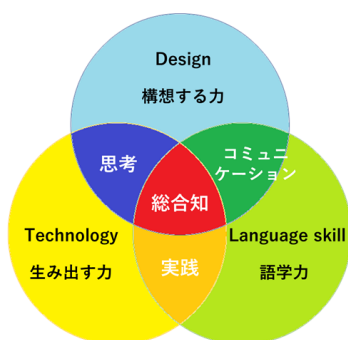 Design
構想する力
思考
コミュニ
ケーション
総合知
Technology
生み出す力
Language skill
語学力
実践